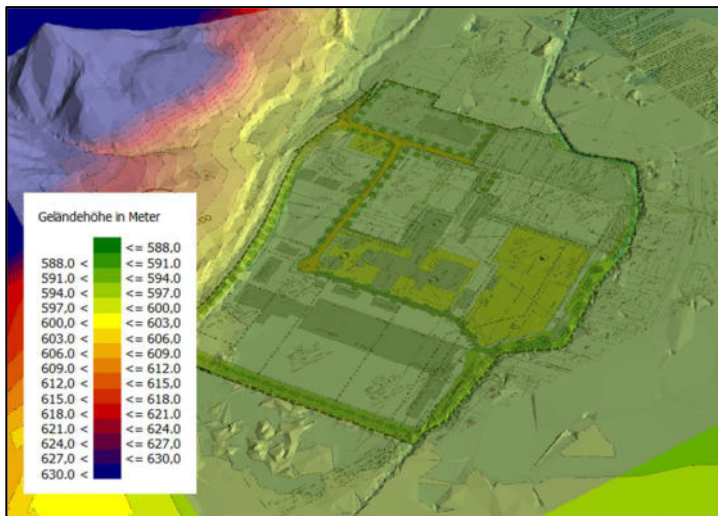 Geländehöhe in Meter
<= 588,0
588.0 < <= 591.0
591.0 < <= 594.0
594.0 < <= 597.0
597.0 < <= 600.0
600.0 < <= 603.0
603.0 < <= 606.0
606.0 < <= 609.0
609.0 < <= 612.0
612.0 < <= 615.0
615.0 < <= 618.0
618.0 < <= 621.0
621.0 < <= 624.0
624,0 < <= 627.0
627,0 < <= 630,0
630.0 <